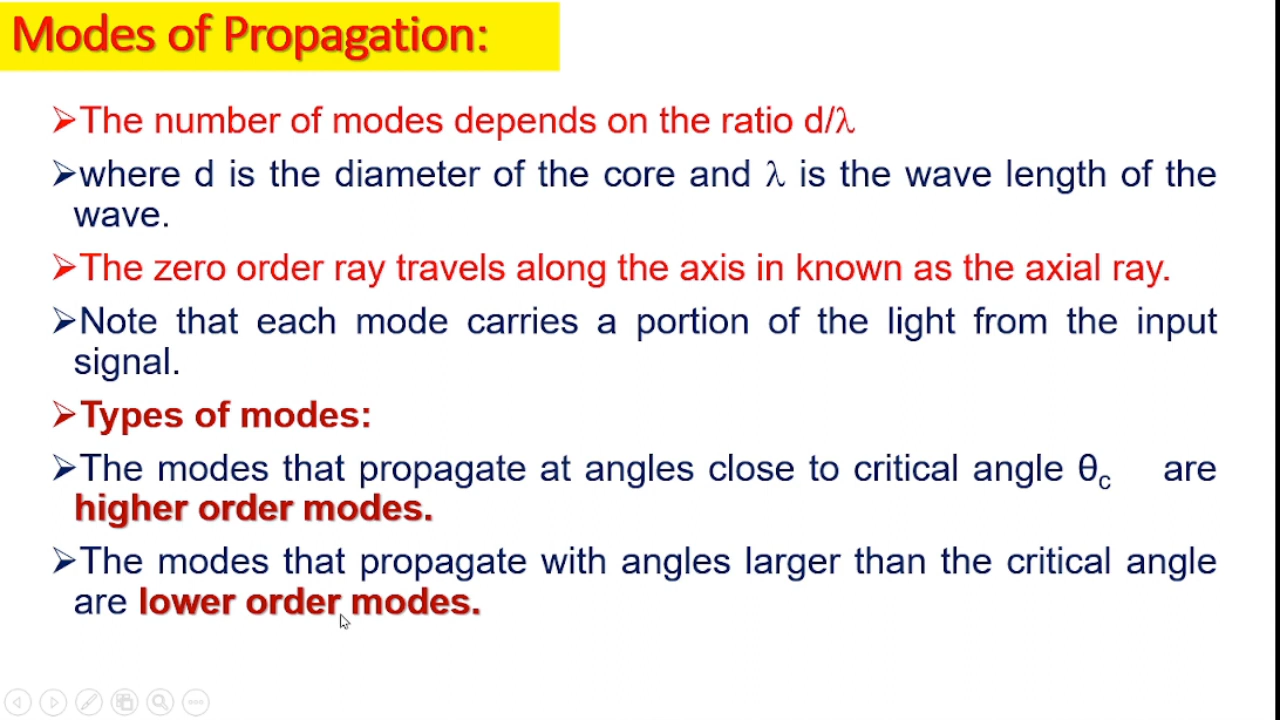 Modes of Propagation:
➢The number of modes depends on the ratio d/λ
➢where d is the diameter of the core and λ is the wave length of the
wave.
➢The zero order ray travels along the axis in known as the axial ray.
➢Note that each mode carries a portion of the light from the input
signal.
➢Types of modes:
➢The modes that propagate at angles close to critical angle θc are
higher order modes.
➢The modes that propagate with angles larger than the critical angle
are lower order modes.